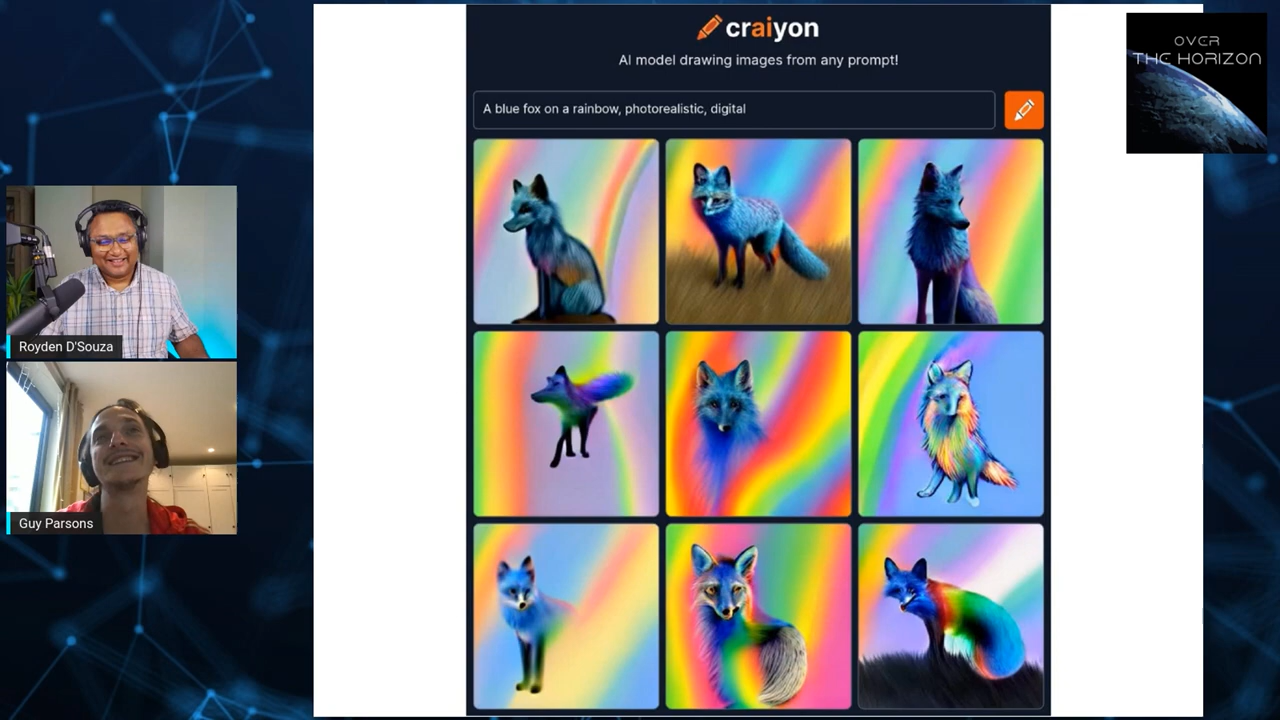 craiyon
AI model drawing images from any prompt!
A blue fox on a rainbow, photorealistic, digital
OVER
THE HORIZON
Royden D'Souza
Guy Parsons